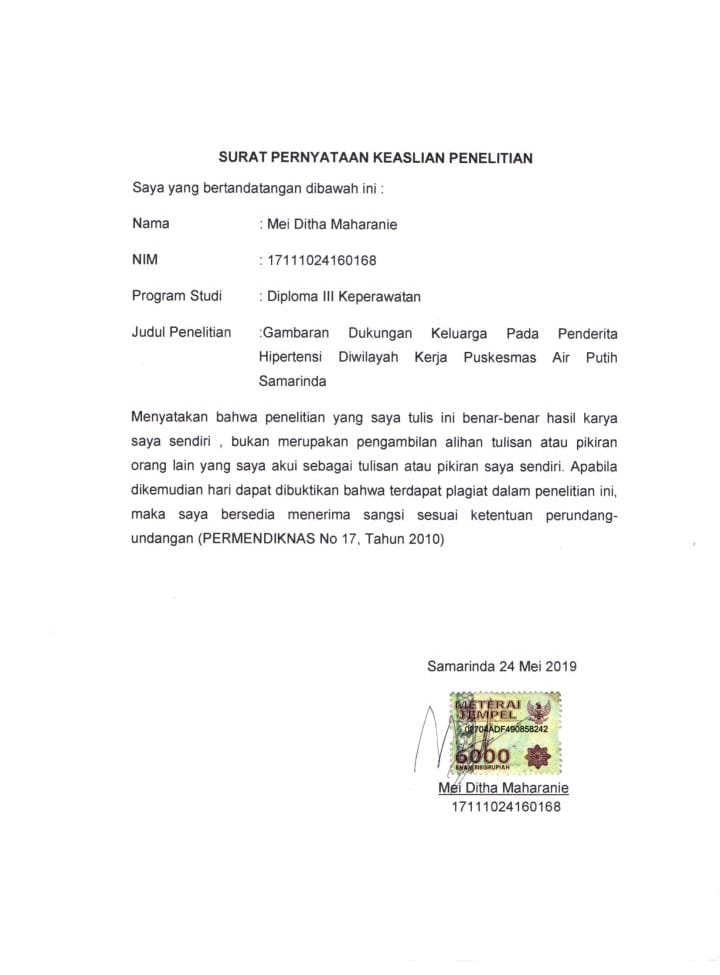 SURAT PERNYATAAN KEASLIAN PENELITIAN
Saya yang bertandatangan dibawah ini :
Nama : Mei Ditha Maharanie
NIM : 17111024160168
Program Studi : Diploma III Keperawatan
Judul Penelitian :Gambaran Dukungan Keluarga Pada Penderita
Hipertensi Diwilayah Kerja Puskesmas Air Putih
Samarinda
Menyatakan bahwa penelitian yang saya tulis ini benar-benar hasil karya
saya sendiri , bukan merupakan pengambilan alihan tulisan atau pikiran
orang lain yang saya akui sebagai tulisan atau pikiran saya sendiri. Apabila
dikemudian hari dapat dibuktikan bahwa terdapat plagiat dalam penelitian ini,
maka saya bersedia menerima sangsi sesuai ketentuan perundang-
undangan (PERMENDIKNAS No 17, Tahun 2010)
Samarinda 24 Mei 2019
METERAI
TEMPEL
02704ADF490858242
6000
ENAM RIBU RUPIAH
Mei Ditha Maharanie
17111024160168